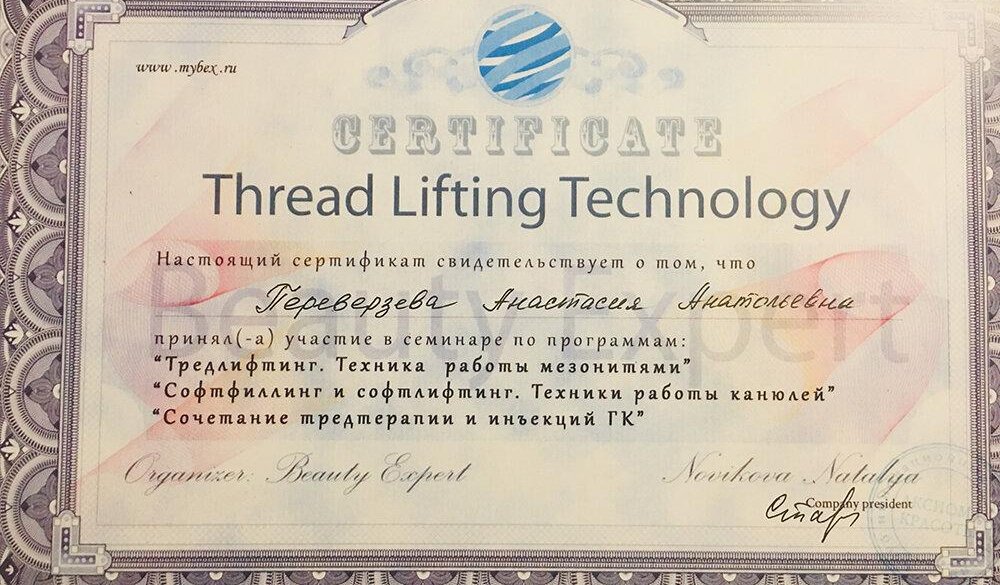 www.mybex.ru
CERTIFICATE
Thread Lifting Technology
Beauty Expert
Настоящий сертификат свидетельствует о том, что
Переверзева Анастасия Анатольевна
принял(-а) участие в семинаре по программам:
"Тредлифтинг. Техника работы мезонитями"
"Софтфиллинг и софтлифтинг. Техники работы канюлей"
"Сочетание тредтерапии и инъекций ГК"
Organizer: Beauty Expert Novikova Natalya
Company president